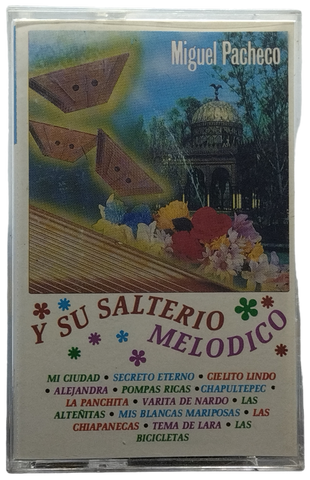 Miguel Pacheco
Y SU SALTERIO
MELODICO
MI CIUDAD • SECRETO ETERNO • CIELITO LINDO
• ALEJANDRA • POMPAS RICAS • CHAPULTEPEC •
LA PANCHITA • VARITA DE NARDO • LAS
ALTEÑITAS • MIS BLANCAS MARIPOSAS • LAS
CHIAPANECAS • TEMA DE LARA • LAS
BICICLETAS